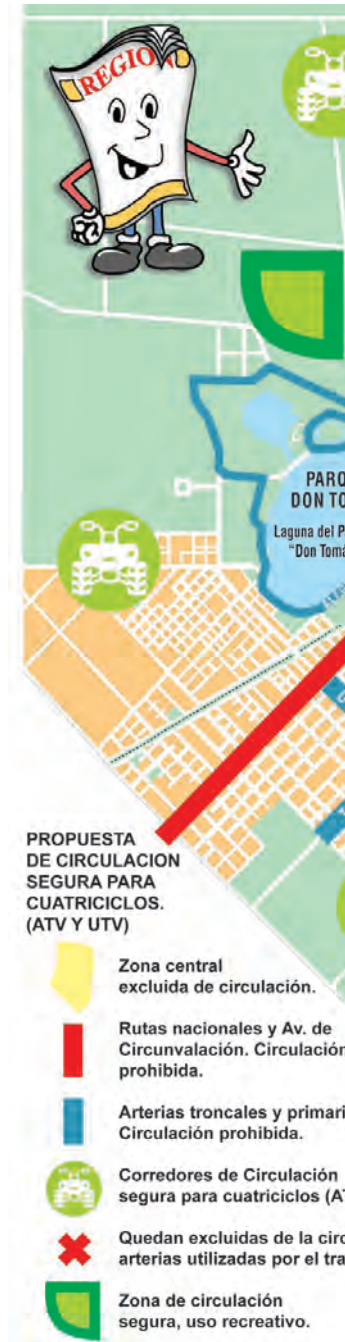 REGION
PARQ
DON TO
Laguna del P
"Don Tomá
PROPUESTA
DE CIRCULACION
SEGURA PARA
CUATRICICLOS.
(ATV Y UTV)
Zona central
excluida de circulación.
Rutas nacionales y Av. de
Circunvalación. Circulación
prohibida.
Arterias troncales y primari
Circulación prohibida.
Corredores de Circulación
segura para cuatriciclos (AT
Quedan excluidas de la circ
arterias utilizadas por el tra
Zona de circulación
segura, uso recreativo.